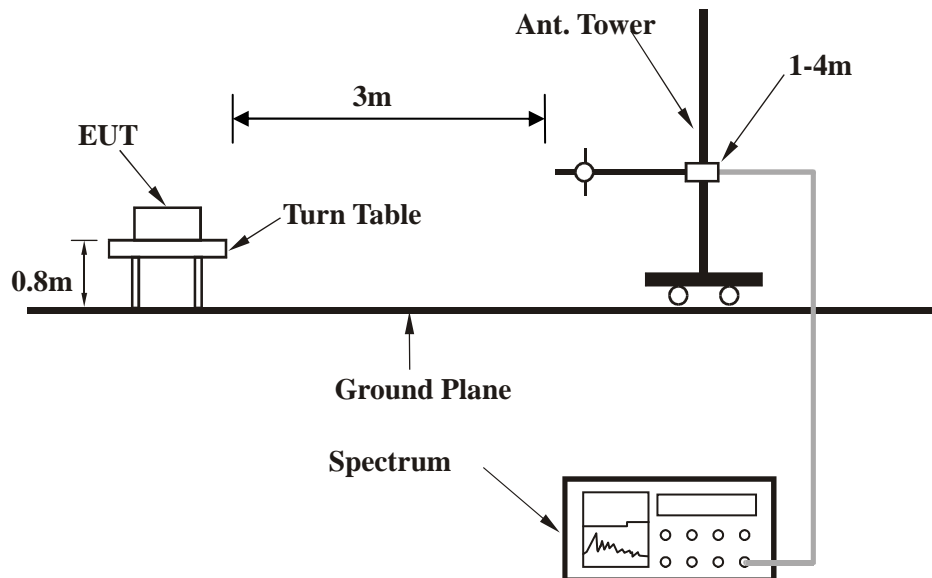 Ant. Tower
1-4m
3m
EUT
Turn Table
0.8m
Ground Plane
Spectrum